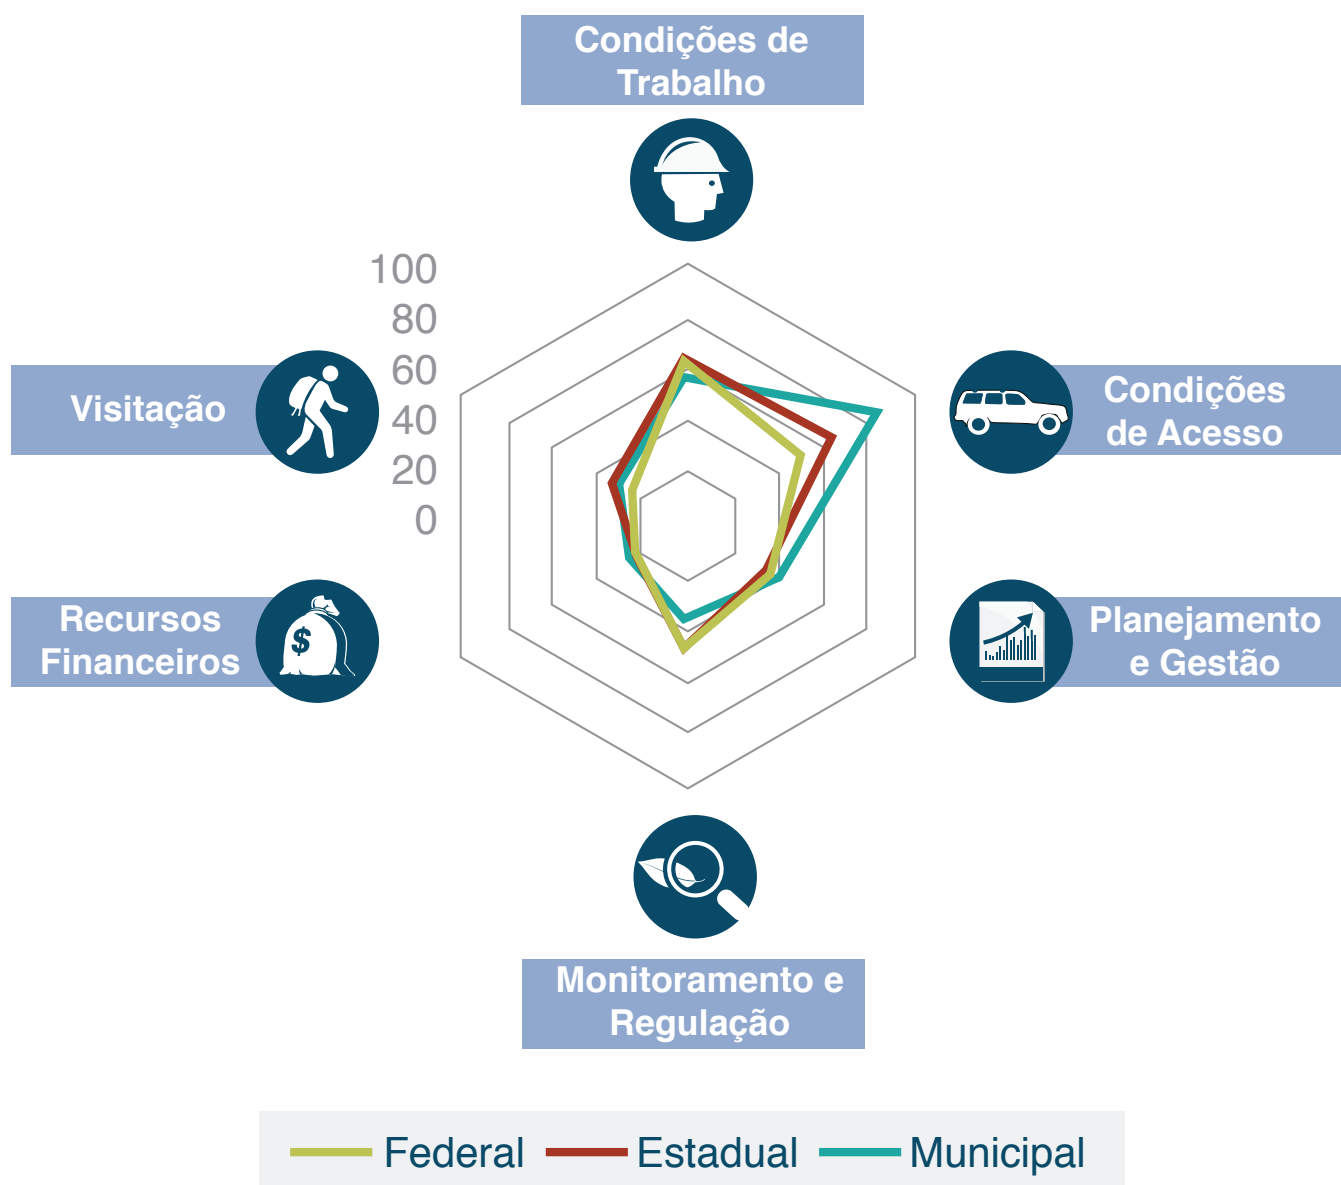 Condições de
Trabalho
100
80
60
40
20
0
Visitação
Condições
de Acesso
Recursos
Financeiros
$
Planejamento
e Gestão
Monitoramento e
Regulação
Federal
Estadual
Municipal